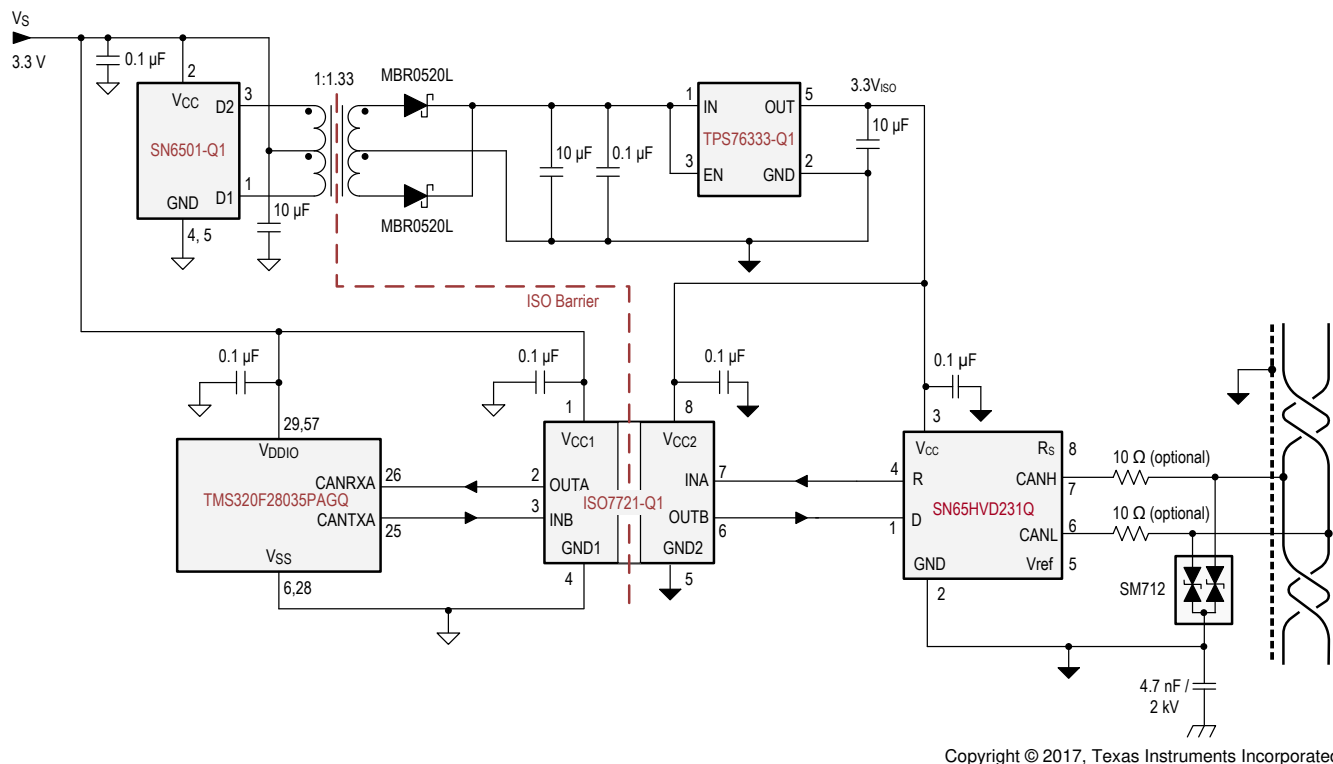 VS
3.3 V
0.1 µF
2
VCC
D2
3
SN6501-Q1
D1
1
GND
4, 5
10 µF
1:1.33
MBR0520L
MBR0520L
10 µF
0.1 µF
1
IN
OUT
5
TPS76333-Q1
3
EN
GND
2
3.3VISO
10 µF
ISO Barrier
0.1 µF
0.1 µF
0.1 µF
0.1 µF
29,57
VDDIO
CANRXA
26
TMS320F28035PAGQ
CANTXA
25
VSS
6,28
1
VCC1
2
OUTA
3
INB
GND1
4
ISO7721-Q1
8
VCC2
INA
7
OUTB
6
GND2
5
3
VCC
RS
8
4
R
CANH
7
SN65HVD231Q
1
D
CANL
6
GND
Vref
5
2
10 Ω (optional)
10 Ω (optional)
SM712
4.7 nF /
2 kV
Copyright © 2017, Texas Instruments Incorporated